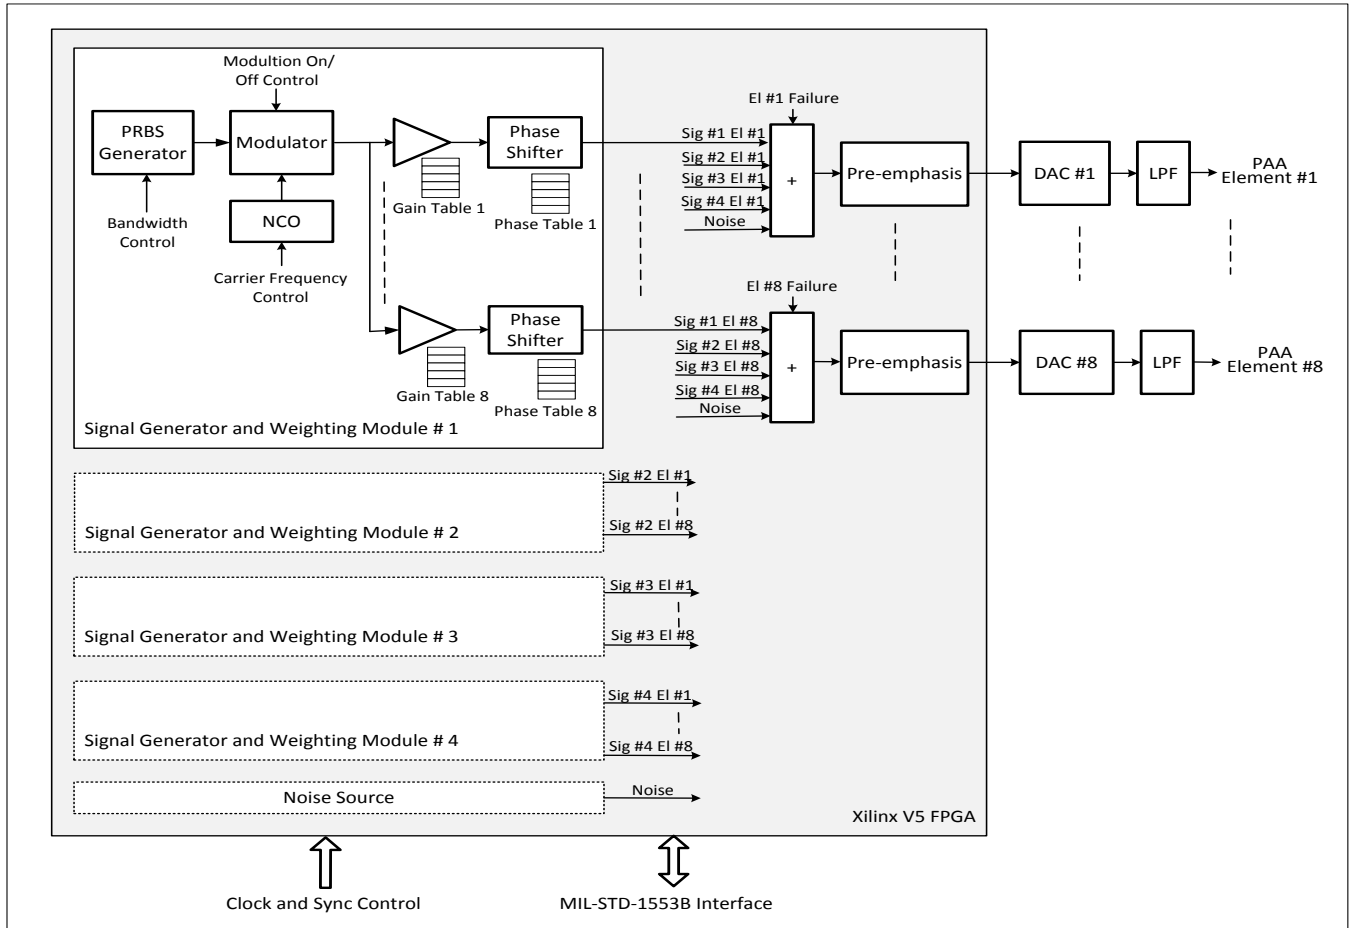 Modultion On/
Off Control
PRBS
Generator
Modulator
Bandwidth
Control
NCO
Carrier Frequency
Control
Gain Table 1
Phase
Shifter
Phase Table 1
Gain Table 8
Phase
Shifter
Phase Table 8
Signal Generator and Weighting Module # 1
El #1 Failure
Sig #1 El #1
Sig #2 El #1
Sig #3 El #1
Sig #4 El #1
Noise
+
Pre-emphasis
DAC #1
LPF
PAA
Element #1
El #8 Failure
Sig #1 El #8
Sig #2 El #8
Sig #3 El #8
Sig #4 El #8
Noise
+
Pre-emphasis
DAC #8
LPF
PAA
Element #8
Sig #2 El #1
Signal Generator and Weighting Module # 2
Sig #2 El #8
Sig #3 El #1
Signal Generator and Weighting Module # 3
Sig #3 El #8
Sig #4 El #1
Signal Generator and Weighting Module # 4
Sig #4 El #8
Noise Source
Noise
Xilinx V5 FPGA
Clock and Sync Control
MIL-STD-1553B Interface